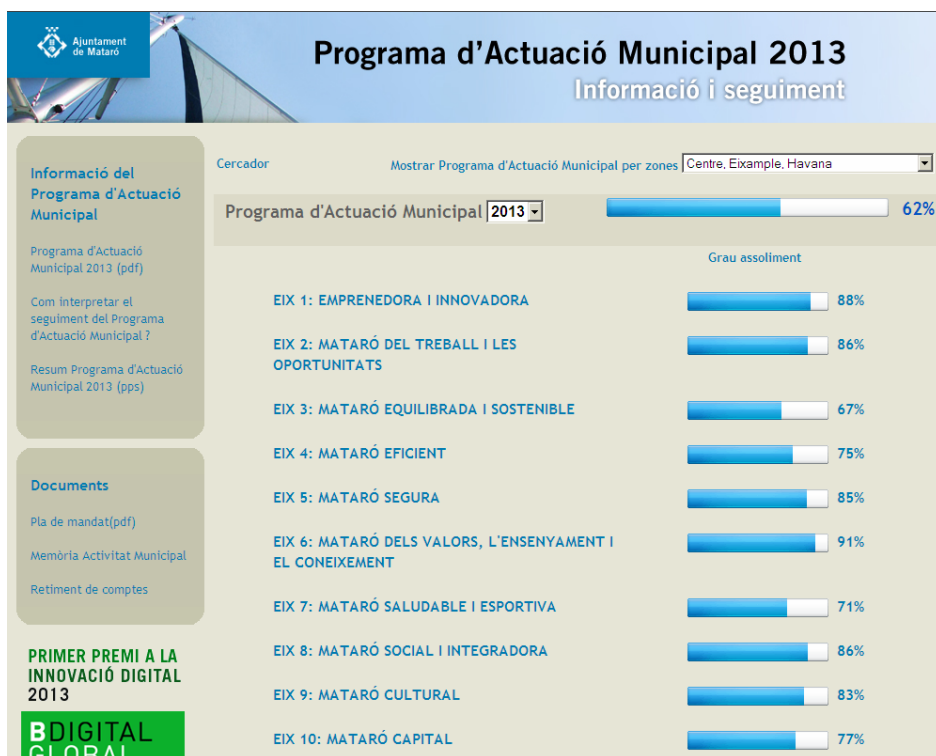 Ajuntament
de Mataró
Programa d'Actuació Municipal 2013
Informació i seguiment
Informació del
Programa d'Actuació
Municipal
Programa d'Actuació
Municipal 2013 (pdf)
Com interpretar el
seguiment del Programa
d'Actuació Municipal ?
Resum Programa d'Actuació
Municipal 2013 (pps)
Documents
Pla de mandat(pdf)
Memòria Activitat Municipal
Retiment de comptes
PRIMER PREMI A LA
INNOVACIÓ DIGITAL
2013
BDIGITAL
GLOBAL
Cercador
Mostrar Programa d'Actuació Municipal per zones Centre, Eixample, Havana
Programa d'Actuació Municipal 2013 62%
Grau assoliment
EIX 1: EMPRENEDORA I INNOVADORA 88%
EIX 2: MATARÓ DEL TREBALL I LES 86%
OPORTUNITATS
EIX 3: MATARÓ EQUILIBRADA I SOSTENIBLE 67%
EIX 4: MATARÓ EFICIENT 75%
EIX 5: MATARÓ SEGURA 85%
EIX 6: MATARÓ DELS VALORS, L'ENSENYAMENT I 91%
EL CONEIXEMENT
EIX 7: MATARÓ SALUDABLE I ESPORTIVA 71%
EIX 8: MATARÓ SOCIAL I INTEGRADORA 86%
EIX 9: MATARÓ CULTURAL 83%
EIX 10: MATARÓ CAPITAL 77%